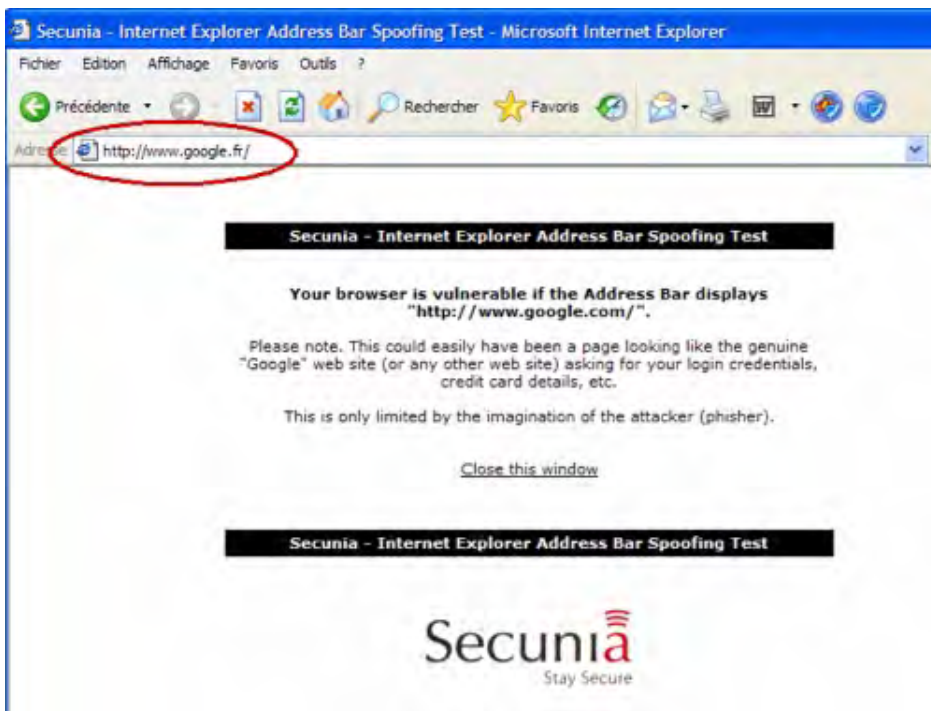 Secunia - Internet Explorer Address Bar Spoofing Test - Microsoft Internet Explorer
Fichier Edition Affichage Favoris Outils ?
Précédente Rechercher Favoris W
Adresse http://www.google.fr/
Secunia - Internet Explorer Address Bar Spoofing Test
Your browser is vulnerable if the Address Bar displays
"http://www.google.com/".
Please note. This could easily have been a page looking like the genuine
"Google" web site (or any other web site) asking for your login credentials,
credit card details, etc.
This is only limited by the imagination of the attacker (phisher).
Close this window
Secunia - Internet Explorer Address Bar Spoofing Test
Secunia
Stay Secure